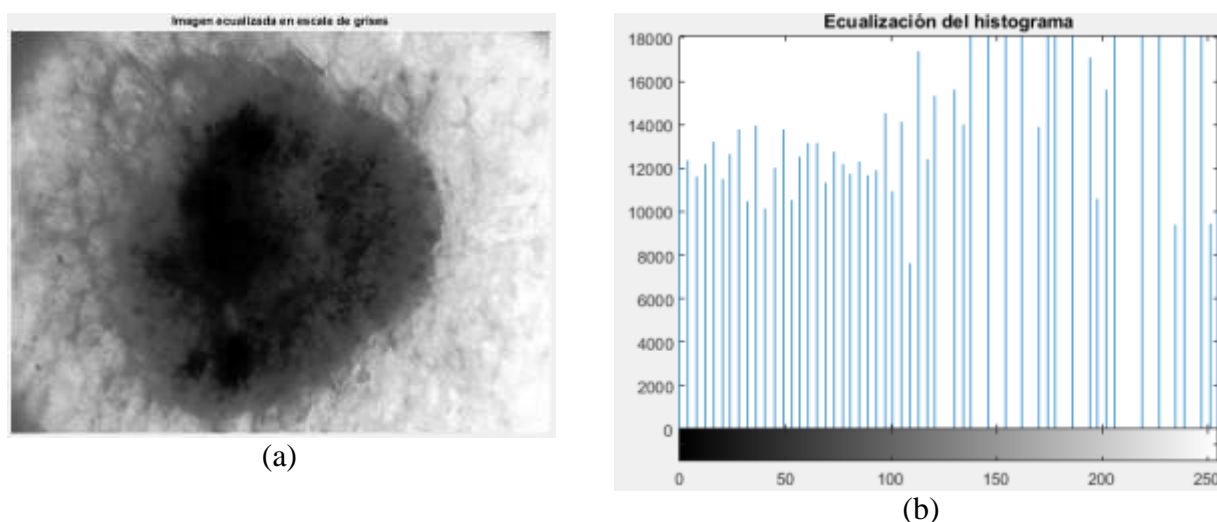 Imagen ecualizada en escala de grises
(a)
Ecualización del histograma
18000
16000
14000
12000
10000
8000
6000
4000
2000
0
0 50 100 150 200 250
(b)